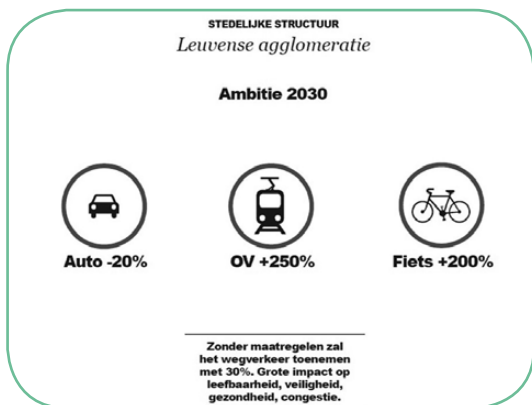 STEDELIJKE STRUCTUUR
Leuvense agglomeratie
Ambitie 2030
Auto -20%
OV +250%
Fiets +200%
Zonder maatregelen zal
het wegverkeer toenemen
met 30%. Grote impact op
leefbaarheid, veiligheid,
gezondheid, congestie.